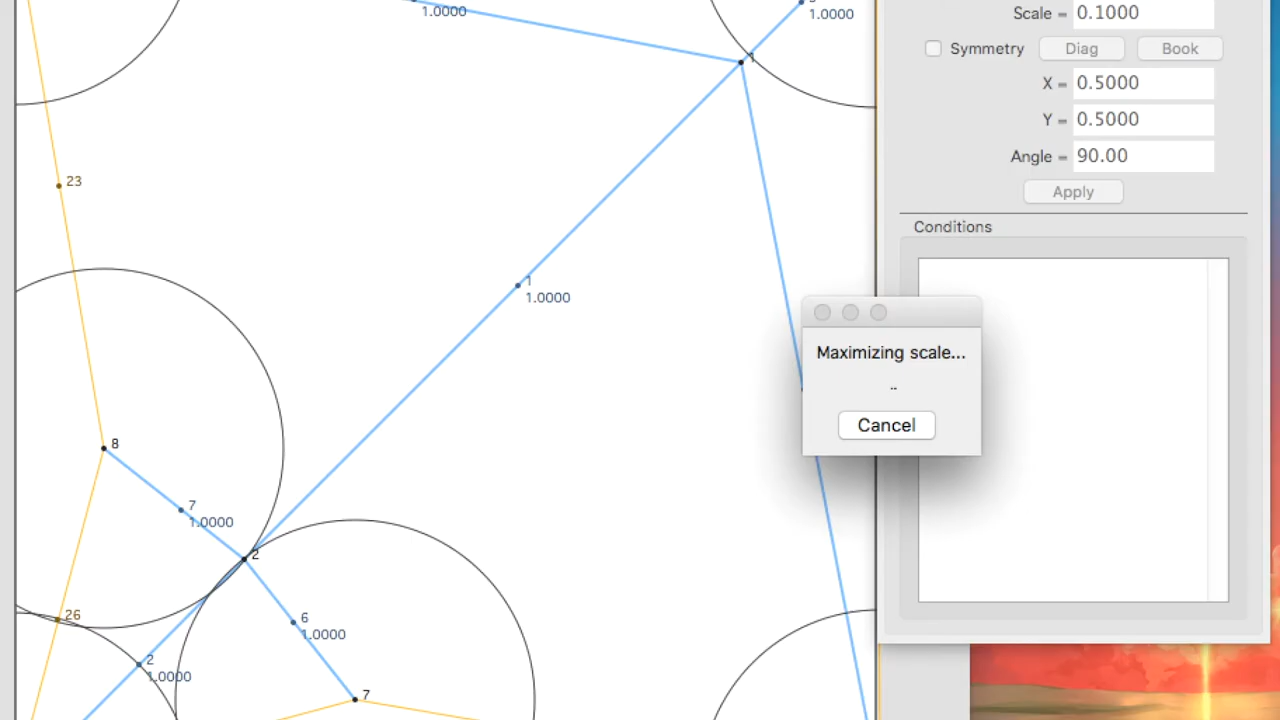 1.0000
1.0000
1
23
1
1.0000
8
7
1.0000
2
6
1.0000
26
2
1.0000
7
Scale = 0.1000
Symmetry Diag Book
X = 0.5000
Y = 0.5000
Angle = 90.00
Apply
Conditions
Maximizing scale...
..
Cancel